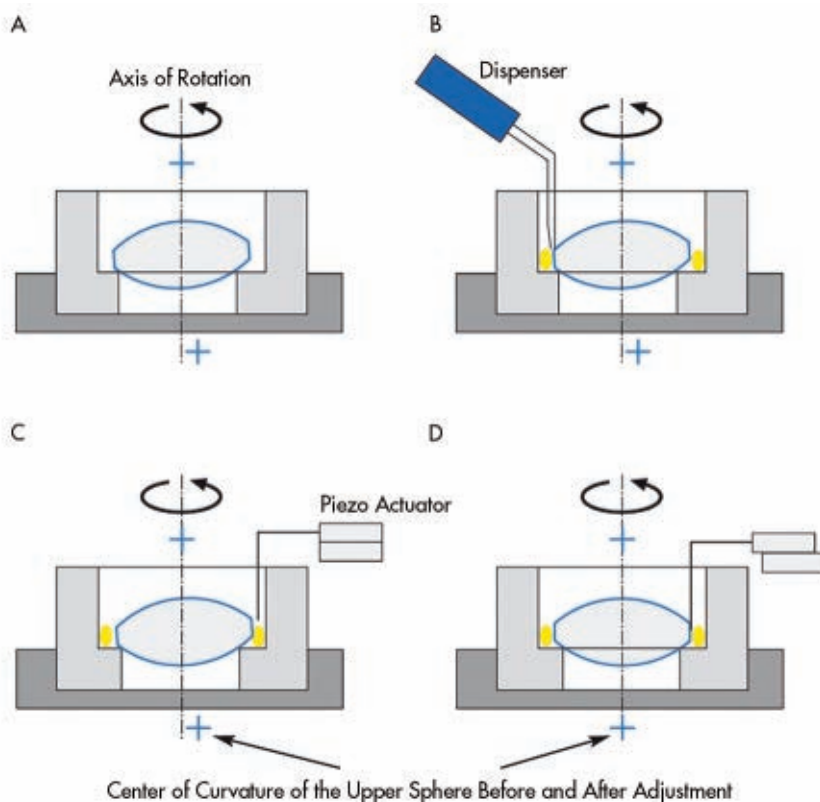 A
B
Axis of Rotation
Dispenser
C
D
Piezo Actuator
Center of Curvature of the Upper Sphere Before and After Adjustment